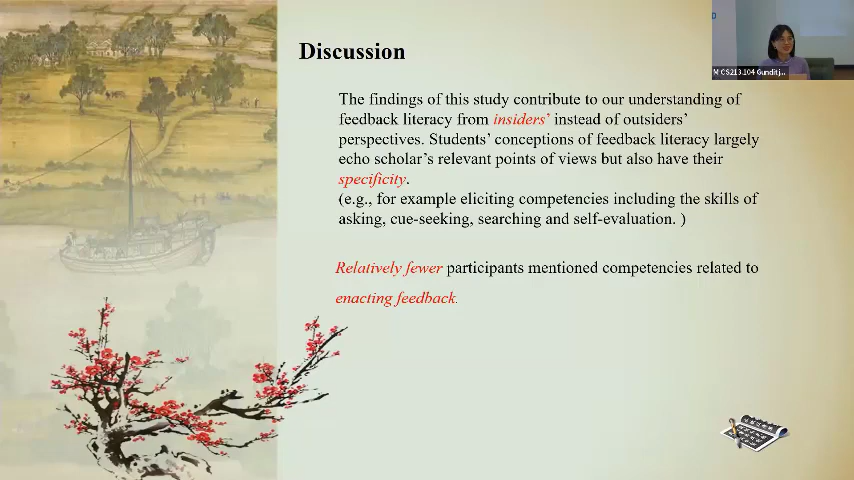 Discussion
The findings of this study contribute to our understanding of
feedback literacy from insiders' instead of outsiders'
perspectives. Students' conceptions of feedback literacy largely
echo scholar's relevant points of views but also have their
specificity.
(e.g., for example eliciting competencies including the skills of
asking, cue-seeking, searching and self-evaluation. )
Relatively fewer participants mentioned competencies related to
enacting feedback.